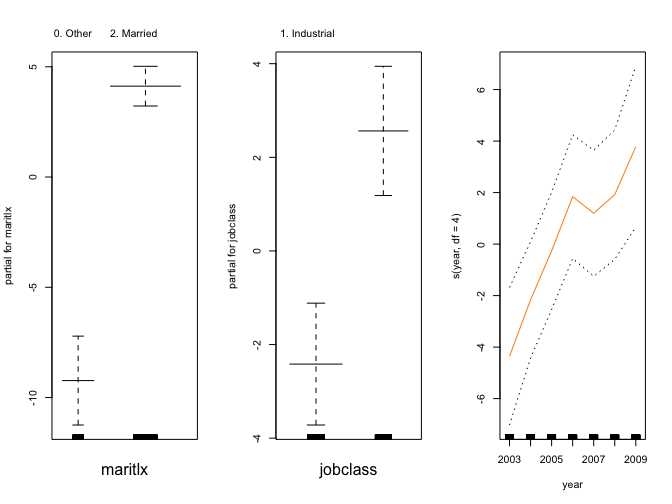 0. Other 2. Married
partial for maritlx
5
0
-5
-10
maritlx
1. Industrial
partial for jobclass
4
2
0
-2
-4
jobclass
s(year, df = 4)
6
4
2
0
-2
-4
-6
2003 2005 2007 2009
year